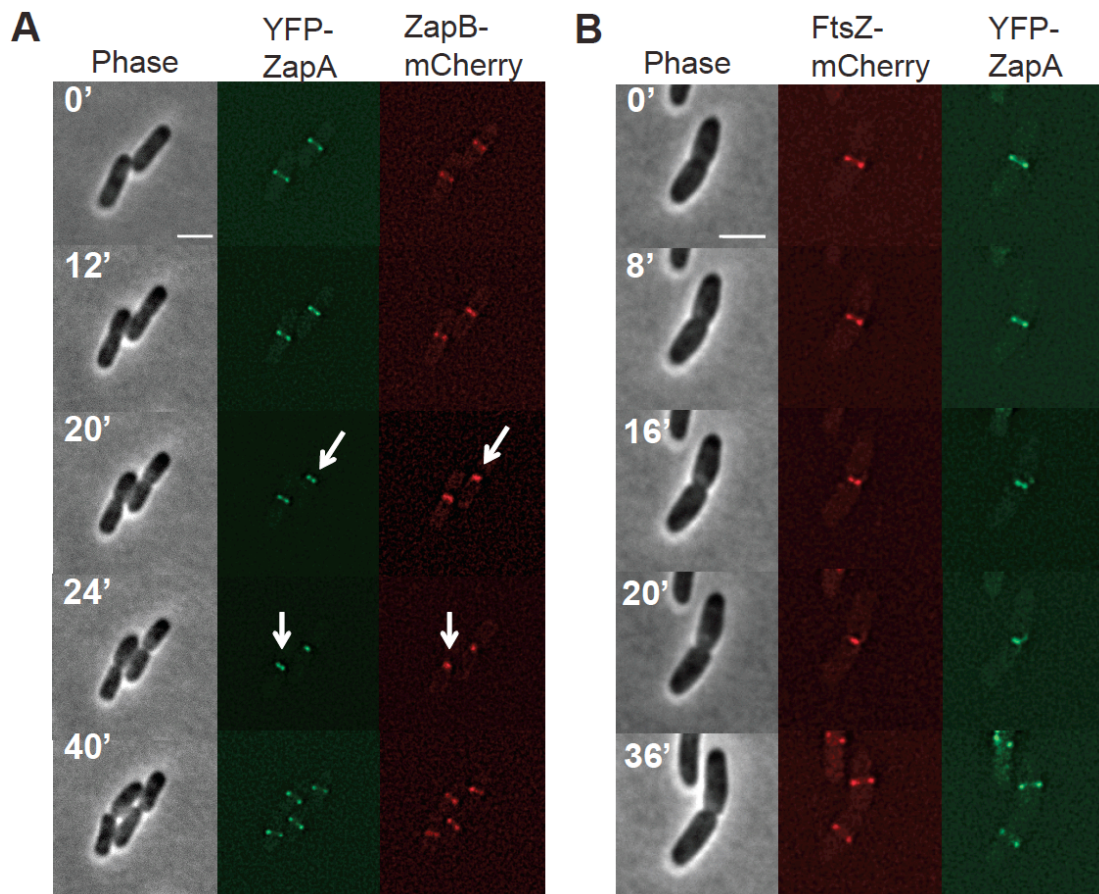 A
YFP-
ZapA
ZapB-
mCherry
Phase
0’
12’
20’
24’
40’
B
FtsZ-
mCherry
YFP-
ZapA
Phase
0’
8’
16’
20’
36’